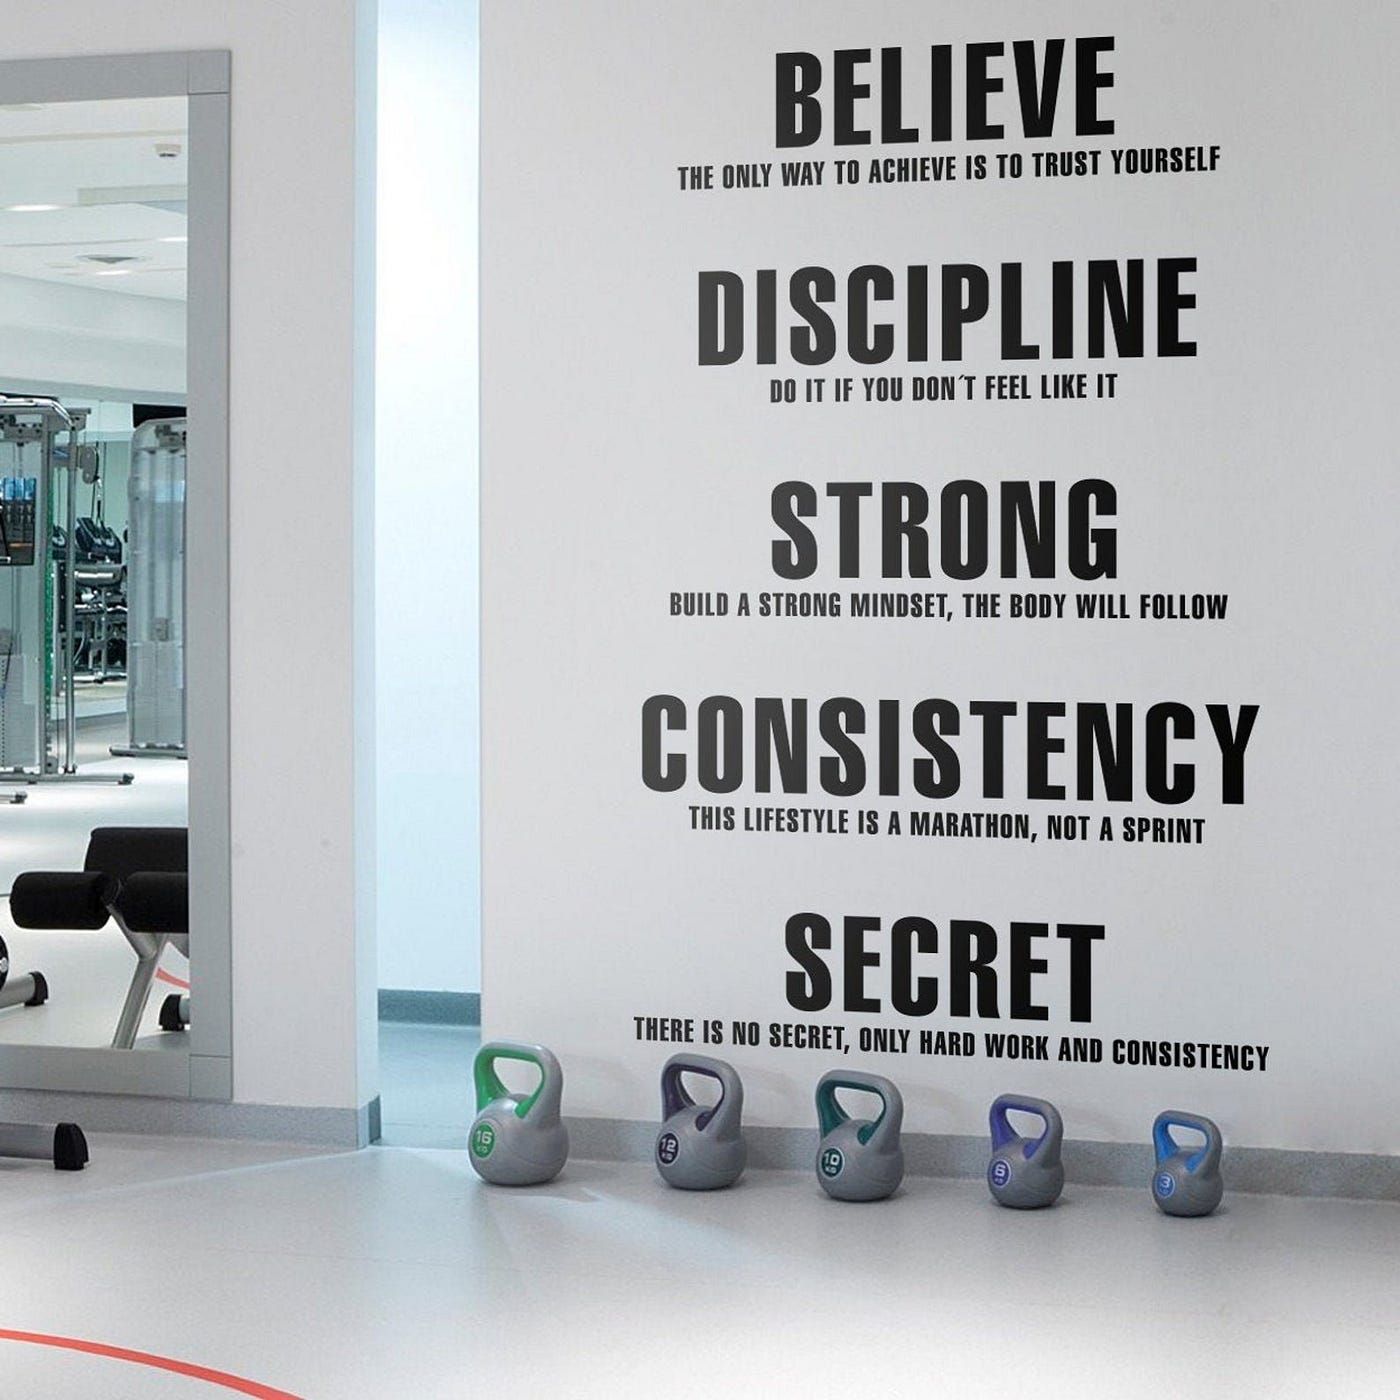 BELIEVE
THE ONLY WAY TO ACHIEVE IS TO TRUST YOURSELF
DISCIPLINE
DO IT IF YOU DON´T FEEL LIKE IT
STRONG
BUILD A STRONG MINDSET, THE BODY WILL FOLLOW
CONSISTENCY
THIS LIFESTYLE IS A MARATHON, NOT A SPRINT
SECRET
THERE IS NO SECRET, ONLY HARD WORK AND CONSISTENCY
16
KG
12
KG
10
KG
6
KG
3
KG